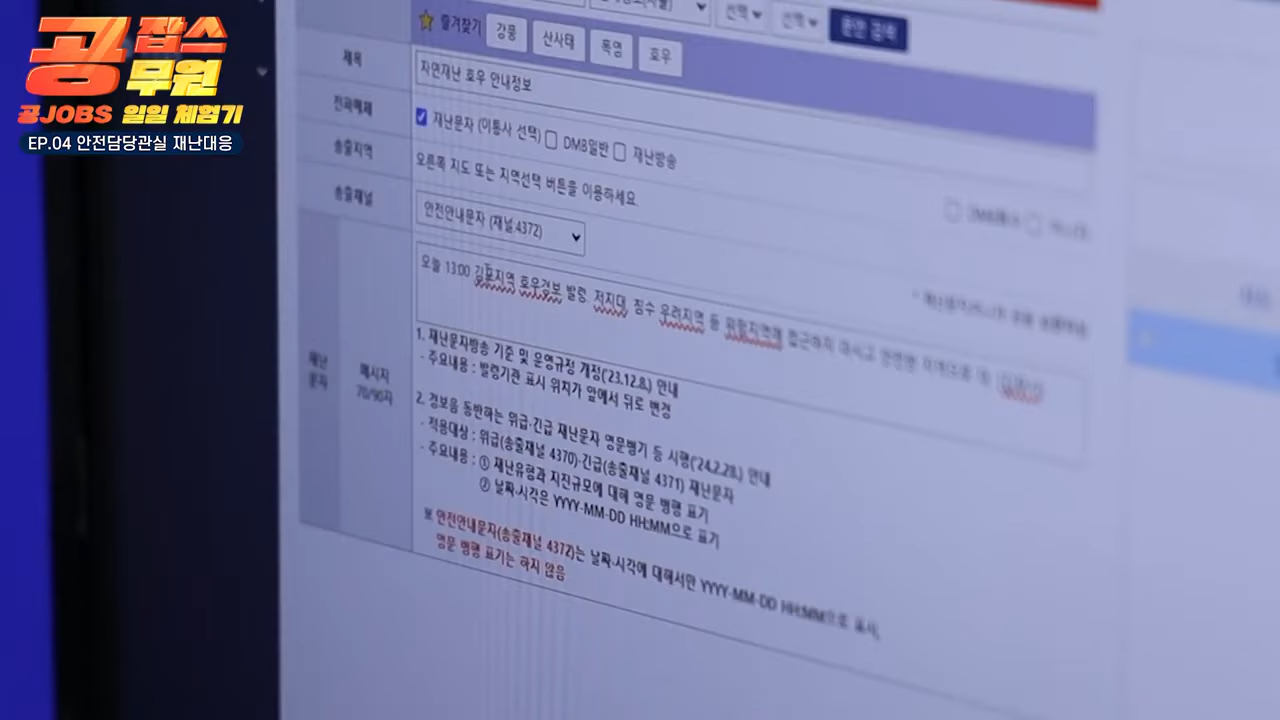 공잡스
무원
공JOBS 일일 체험기
EP.04 안전담당관실 재난대응
선택 선택 문안 검색
즐겨찾기 강풍 산사태 폭염 호우
제목 자연재난 호우 안내정보
전파매체 재난문자 (이통사 선택) DMB일반 재난방송
송출지역 오른쪽 지도 또는 지역선택 버튼을 이용하세요.
송출채널 안전안내문자 (채널:4372)
오늘 13:00 김포지역 호우경보 발령. 저지대 침수 우려지역 등 위험지역에 접근하지 마시고 안전한 지역으로
재난
문자
메시지
70/90자
1. 재난문자방송 기준 및 운영규정 개정('23.12.8.) 안내
- 주요내용 : 발령기관 표시 위치가 앞에서 뒤로 변경
2. 경보음 동반하는 위급·긴급 재난문자 영문병기 등 시행('24.2.28.) 안내
- 적용대상 : 위급(송출채널 4370)·긴급(송출채널 4371) 재난문자
- 주요내용 : ① 재난유형과 지진규모에 대해 영문 병행 표기
② 날짜·시각은 YYYY-MM-DD HH:MM으로 표기
※ 안전안내문자(송출채널 4372)는 날짜·시각에 대해서만 YYYY-MM-DD HH:MM으로 표시,
영문 병행 표기는 하지 않음